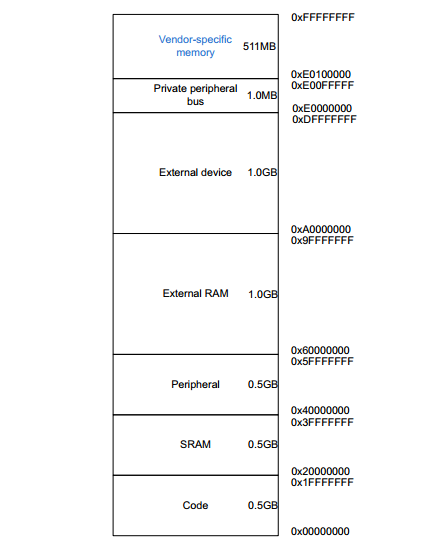 0xFFFFFFFF
Vendor-specific
memory 511MB
0xE0100000
0xE00FFFFF
Private peripheral
bus 1.0MB
0xE0000000
0xDFFFFFFF
External device 1.0GB
0xA0000000
0x9FFFFFFF
External RAM 1.0GB
0x60000000
0x5FFFFFFF
Peripheral 0.5GB
0x40000000
0x3FFFFFFF
SRAM 0.5GB
0x20000000
0x1FFFFFFF
Code 0.5GB
0x00000000